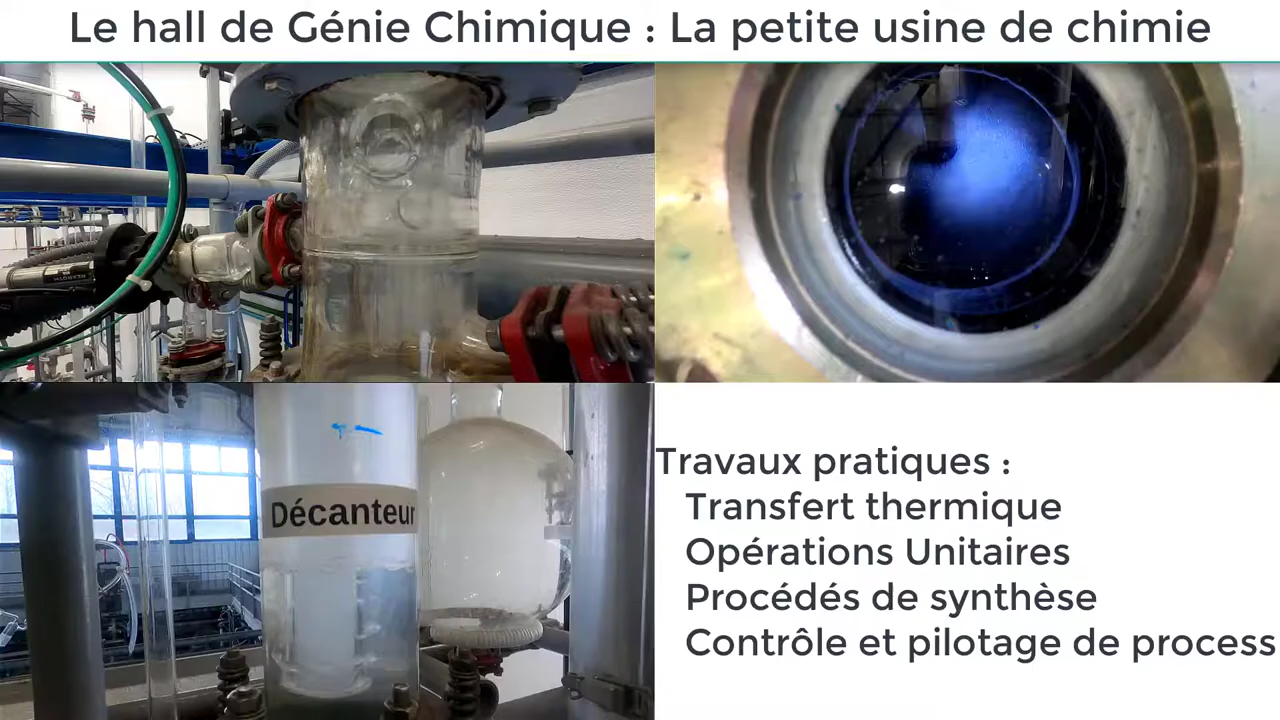 Le hall de Génie Chimique : La petite usine de chimie
Décanteur
Travaux pratiques :
Transfert thermique
Opérations Unitaires
Procédés de synthèse
Contrôle et pilotage de process